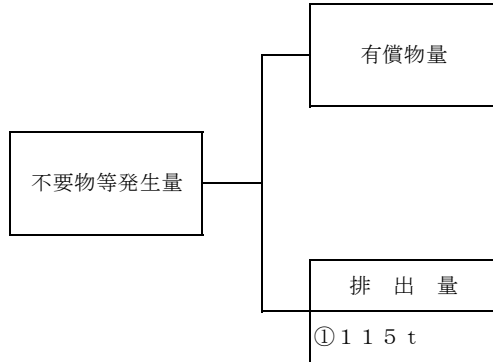 有償物量
不要物等発生量
排　出　量
①１１５ｔ